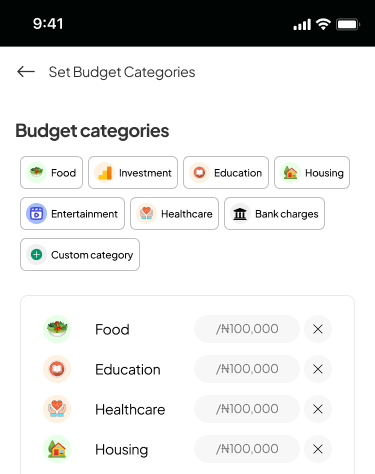 9:41
Set Budget Categories
Budget categories
Food Investment Education Housing
Entertainment Healthcare Bank charges
Custom category
Food /₦100,000
Education /₦100,000
Healthcare /₦100,000
Housing /₦100,000